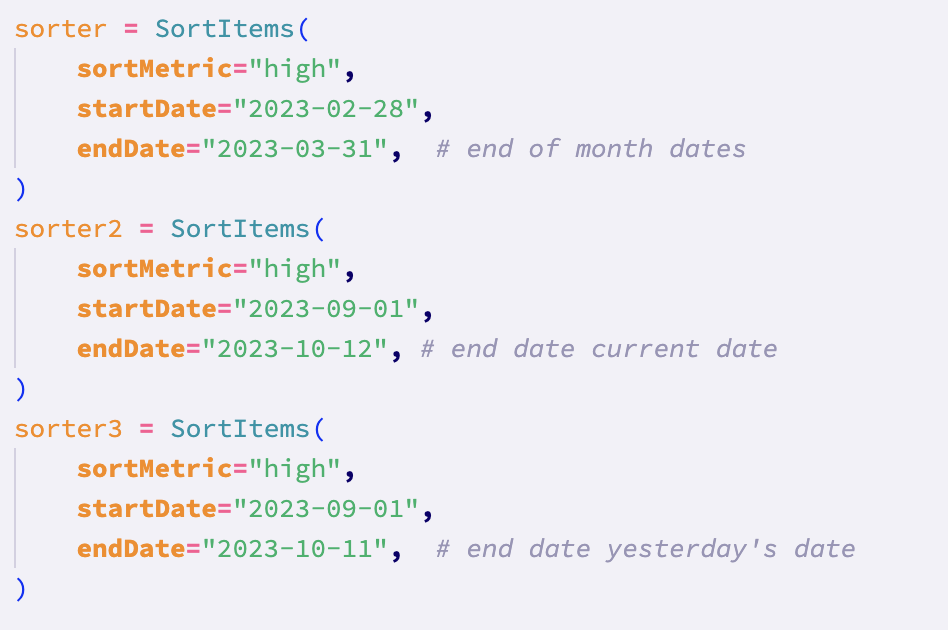 sorter = SortItems(
    sortMetric="high",
    startDate="2023-02-28",
    endDate="2023-03-31",  # end of month dates
)
sorter2 = SortItems(
    sortMetric="high",
    startDate="2023-09-01",
    endDate="2023-10-12", # end date current date
)
sorter3 = SortItems(
    sortMetric="high",
    startDate="2023-09-01",
    endDate="2023-10-11",  # end date yesterday's date
)